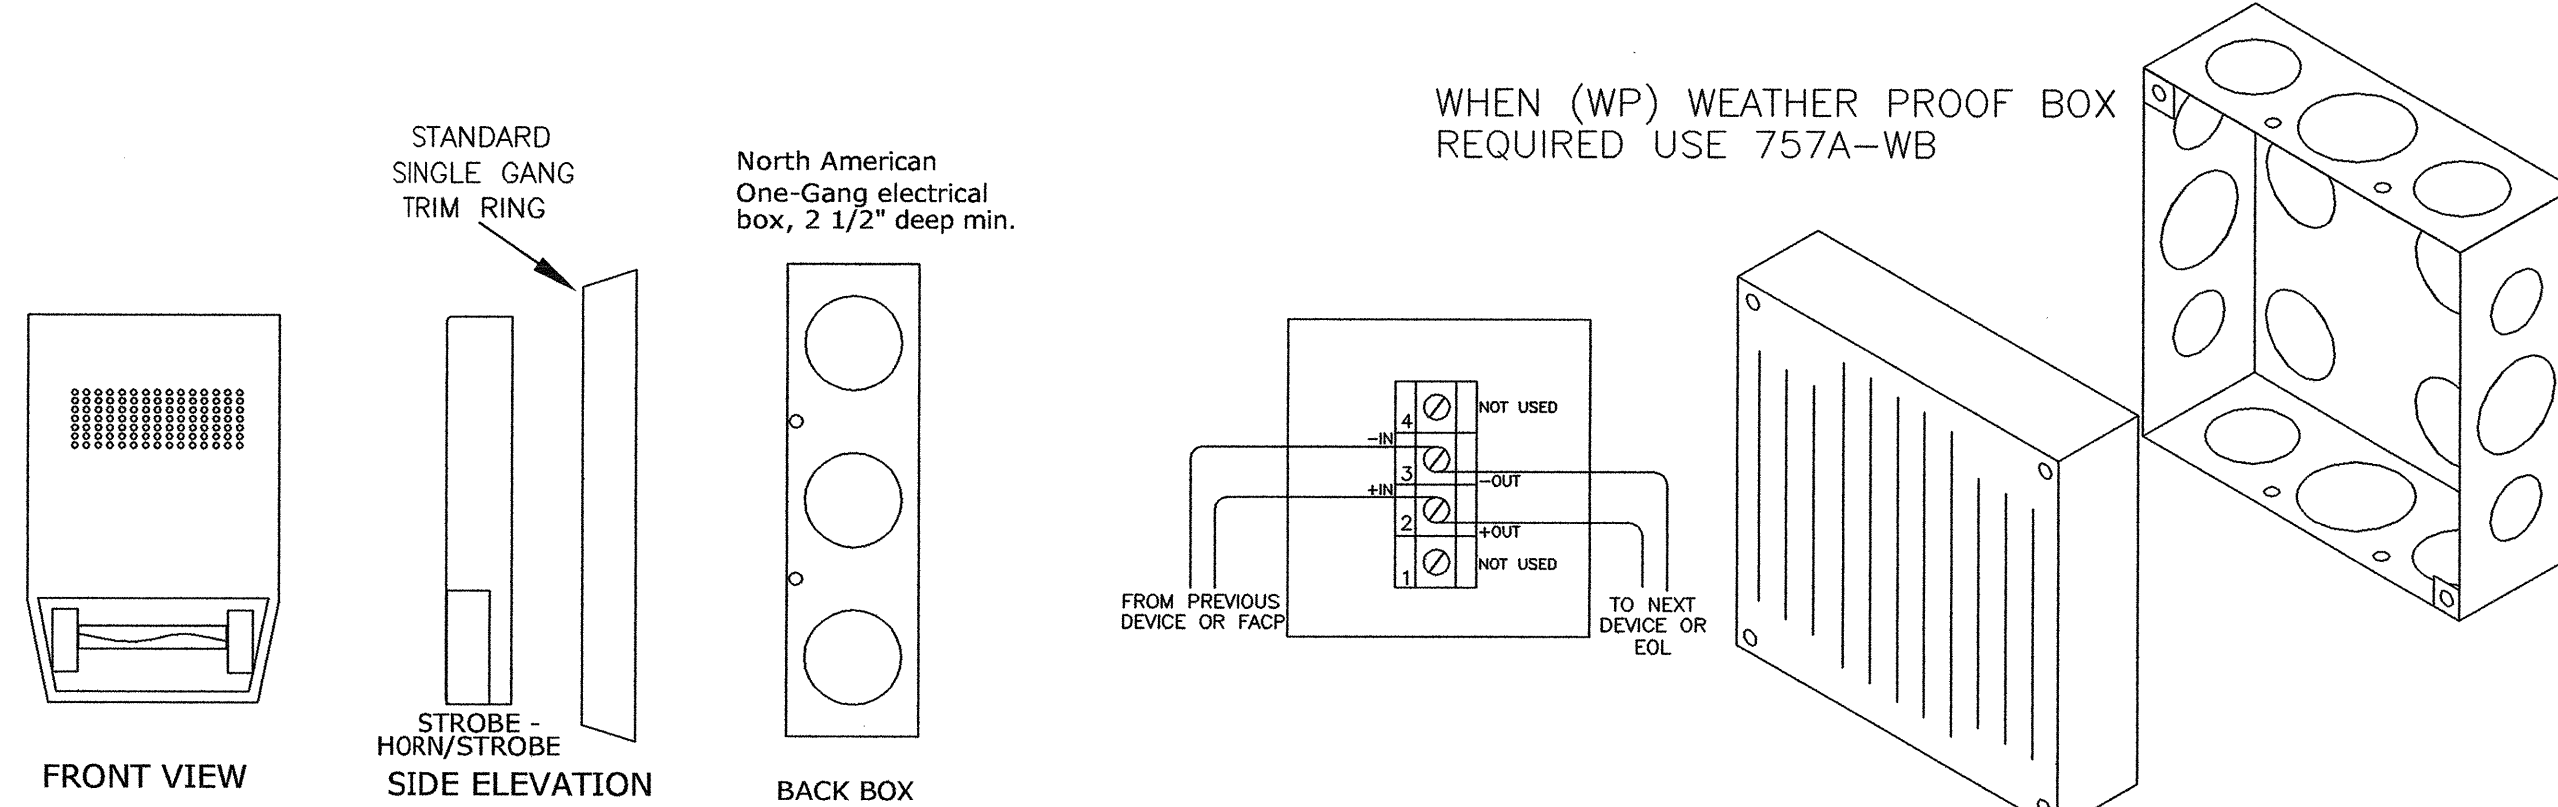 STANDARD
SINGLE GANG
TRIM RING
North American
One-Gang electrical
box, 2 1/2" deep min.
WHEN (WP) WEATHER PROOF BOX
REQUIRED USE 757A-WB
4
NOT USED
-IN
3
-OUT
+IN
2
+OUT
1
NOT USED
FROM PREVIOUS
DEVICE OR FACP
TO NEXT
DEVICE OR
EOL
STROBE -
HORN/STROBE
FRONT VIEW
SIDE ELEVATION
BACK BOX